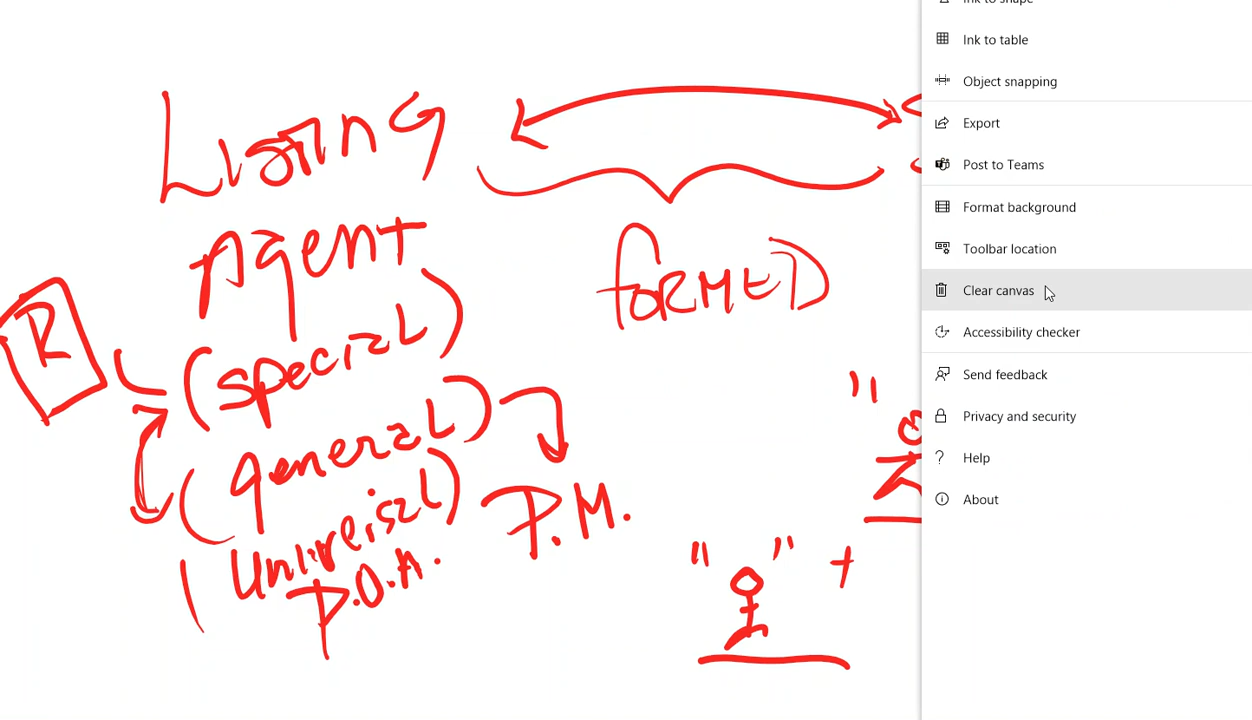 Listing
Agent
(special)
R
(general)
(Universal)
P.O.A.
P.M.
formed
"
" " +
Ink to table
Object snapping
Export
Post to Teams
Format background
Toolbar location
Clear canvas
Accessibility checker
Send feedback
Privacy and security
Help
About